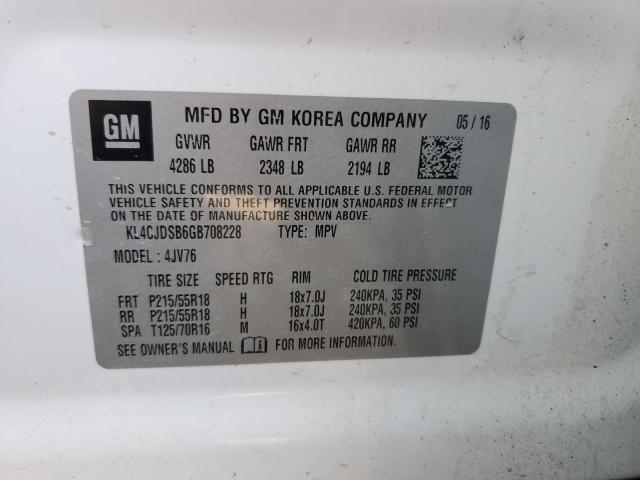 GM
MFD BY GM KOREA COMPANY 05 / 16
GVWR GAWR FRT GAWR RR
4286 LB 2348 LB 2194 LB
THIS VEHICLE CONFORMS TO ALL APPLICABLE U.S. FEDERAL MOTOR
VEHICLE SAFETY AND THEFT PREVENTION STANDARDS IN EFFECT
ON THE DATE OF MANUFACTURE SHOWN ABOVE.
KL4CJDSB6GB708228 TYPE: MPV
MODEL : 4JV76
TIRE SIZE SPEED RTG RIM COLD TIRE PRESSURE
FRT P215/55R18 H 18x7.0J 240KPA, 35 PSI
RR P215/55R18 H 18x7.0J 240KPA, 35 PSI
SPA T125/70R16 M 16x4.0T 420KPA, 60 PSI
SEE OWNER'S MANUAL FOR MORE INFORMATION.